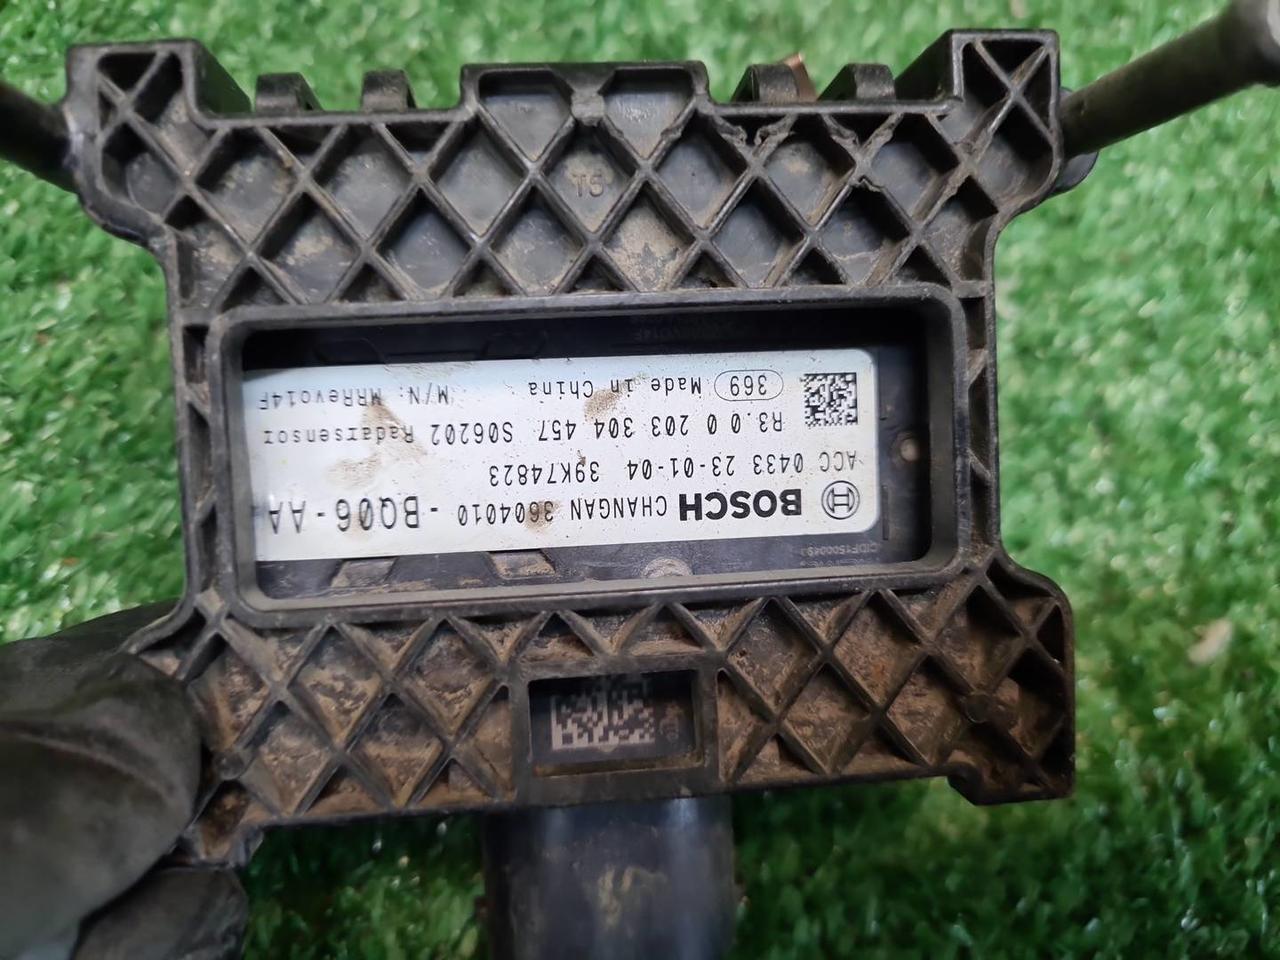 BOSCH CHANGAN 3604010 - BQ06-AA
ACC 0433 23-01-04 39K74823
R3.0 0 203 304 457 S06202 Radarsensor
369 Made in China M/N: MRRevo14F
T5